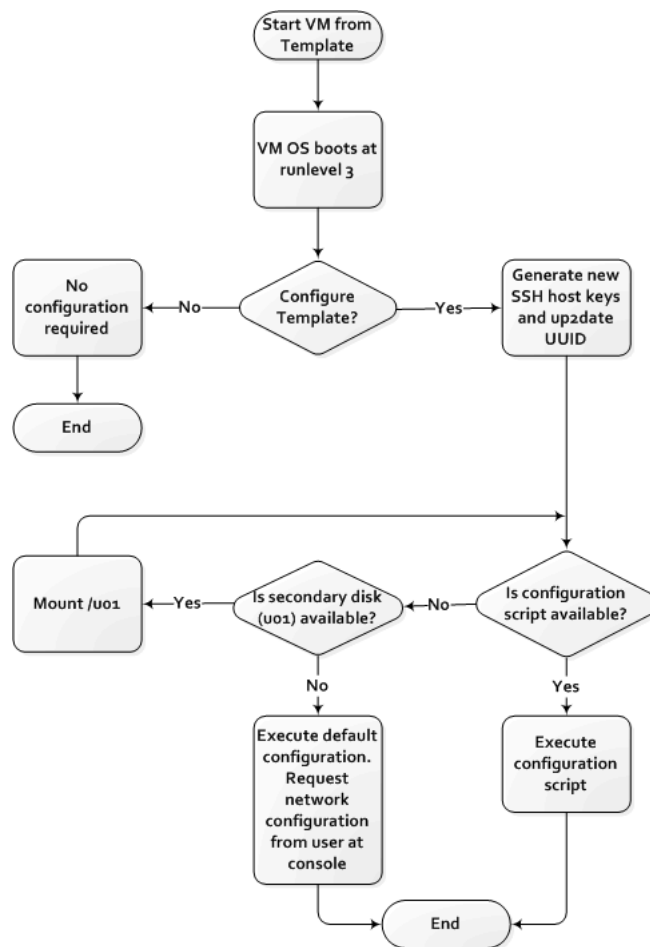 Start VM from
Template
VM OS boots at
runlevel 3
No
configuration
required
No
Configure
Template?
Yes
Generate new
SSH host keys
and up2date
UUID
End
Mount /u01
Yes
Is secondary disk
(u01) available?
No
Is configuration
script available?
No
Yes
Execute default
configuration.
Request
network
configuration
from user at
console
Execute
configuration
script
End